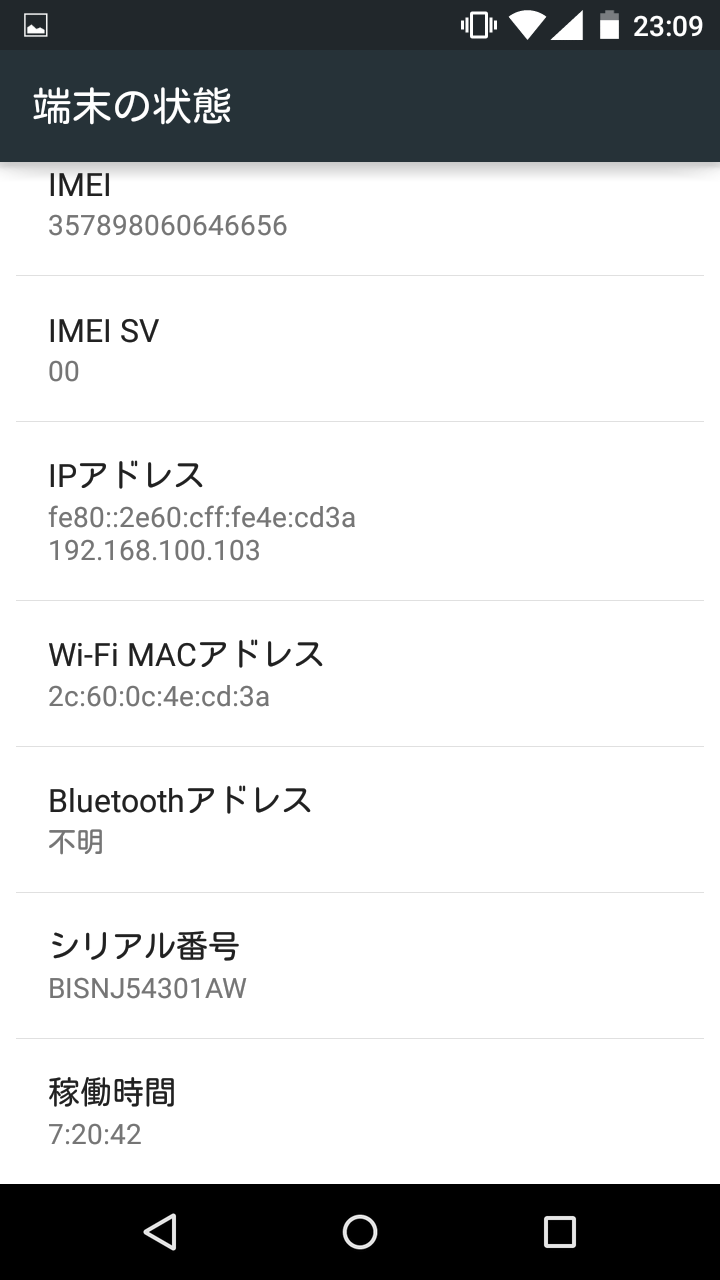 23:09
端末の状態
IMEI
357898060646656
IMEI SV
00
IPアドレス
fe80::2e60:cff:fe4e:cd3a
192.168.100.103
Wi-Fi MACアドレス
2c:60:0c:4e:cd:3a
Bluetoothアドレス
不明
シリアル番号
BISNJ54301AW
稼働時間
7:20:42